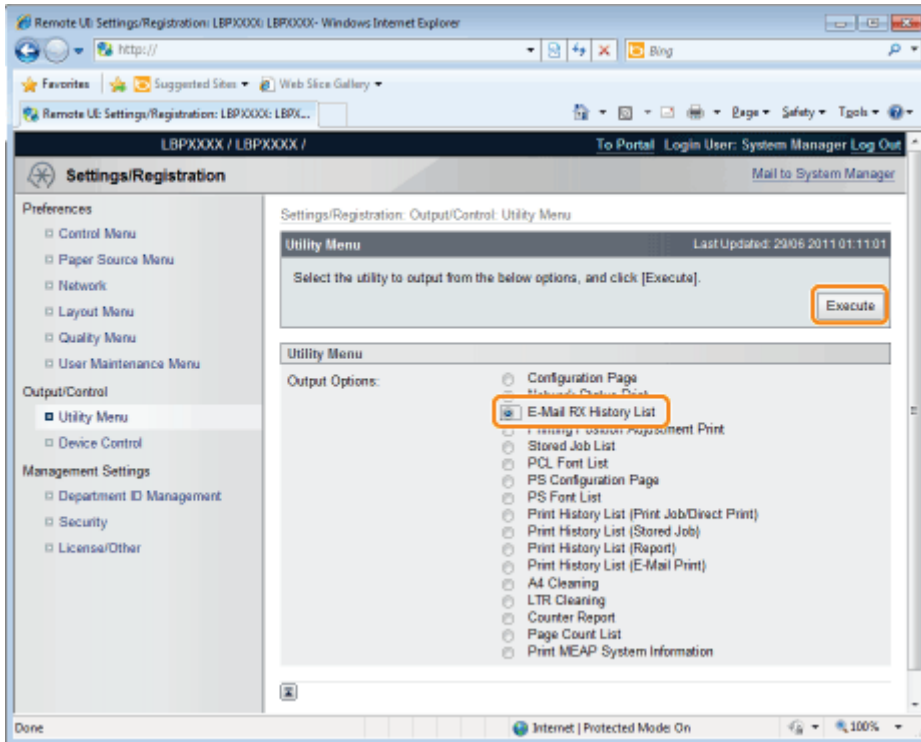 Remote UI: Settings/Registration: LBPXXXX: LBPXXXX - Windows Internet Explorer
http://
Bing
Favorites Suggested Sites Web Slice Gallery
Remote UI: Settings/Registration: LBPXXXX: LBPX...
Page Safety Tools
LBPXXXX / LBPXXXX /
To Portal Login User: System Manager Log Out
Settings/Registration
Mail to System Manager
Preferences
Control Menu
Paper Source Menu
Network
Layout Menu
Quality Menu
User Maintenance Menu
Output/Control
Utility Menu
Device Control
Management Settings
Department ID Management
Security
License/Other
Settings/Registration: Output/Control: Utility Menu
Utility Menu
Last Updated: 29/06 2011 01:11:01
Select the utility to output from the below options, and click [Execute].
Execute
Utility Menu
Output Options:
Configuration Page
Network Status Print
E-Mail RX History List
Printing Position Adjustment Print
Stored Job List
PCL Font List
PS Configuration Page
PS Font List
Print History List (Print Job/Direct Print)
Print History List (Stored Job)
Print History List (Report)
Print History List (E-Mail Print)
A4 Cleaning
LTR Cleaning
Counter Report
Page Count List
Print MEAP System Information
Done
Internet | Protected Mode: On
100%